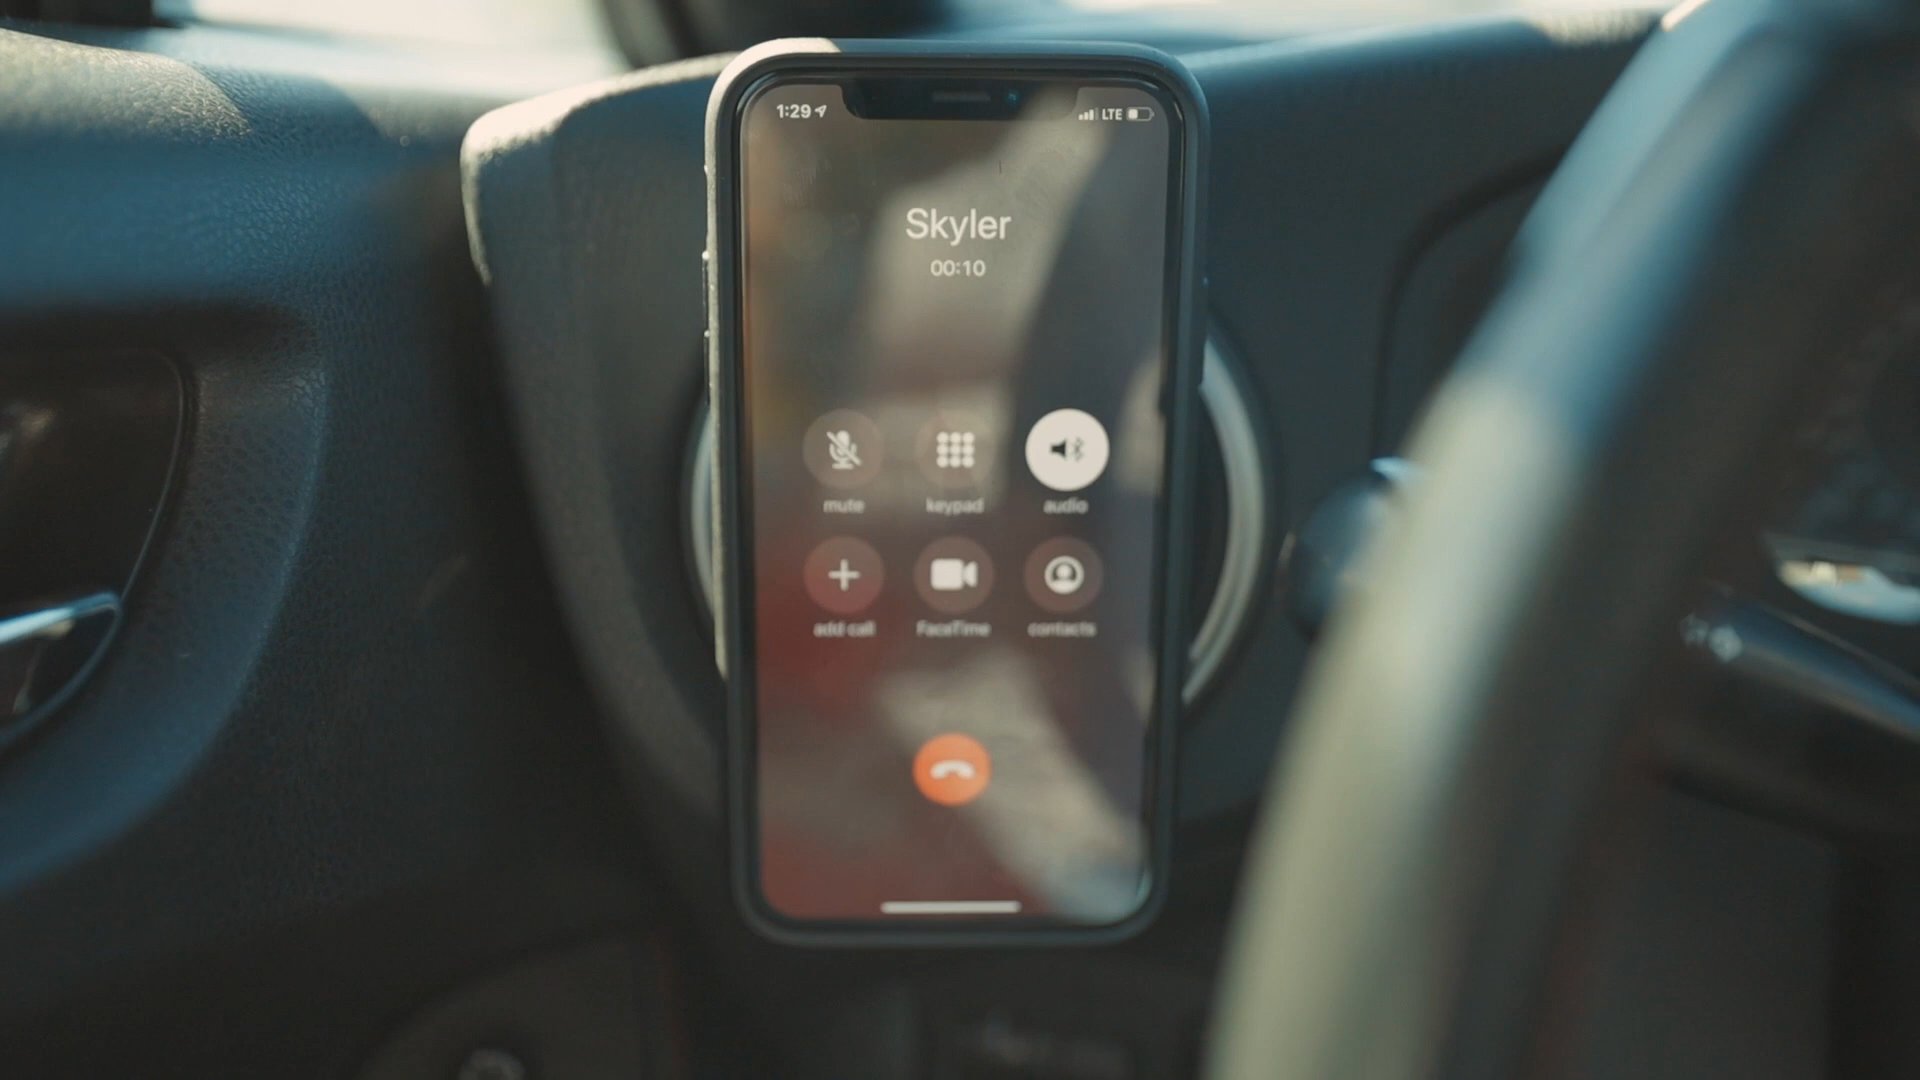 1:29 LTE
Skyler
00:10
mute keypad audio
add call FaceTime contacts